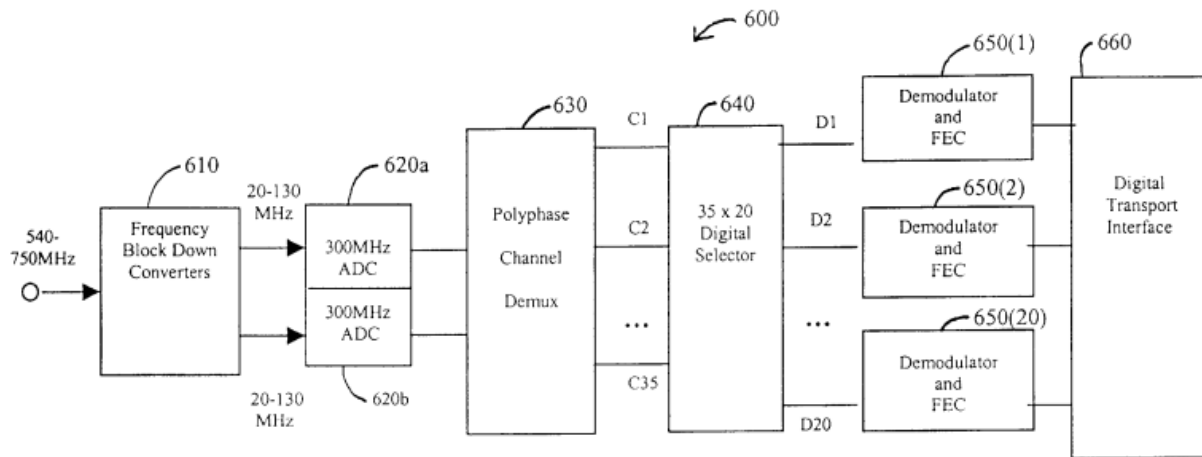 600
540-
750MHz
610
Frequency
Block Down
Converters
20-130
MHz
20-130
MHz
620a
300MHz
ADC
300MHz
ADC
620b
630
Polyphase
Channel
Demux
C1
C2
...
C35
640
35 x 20
Digital
Selector
D1
D2
...
D20
650(1)
Demodulator
and
FEC
650(2)
Demodulator
and
FEC
650(20)
Demodulator
and
FEC
660
Digital
Transport
Interface